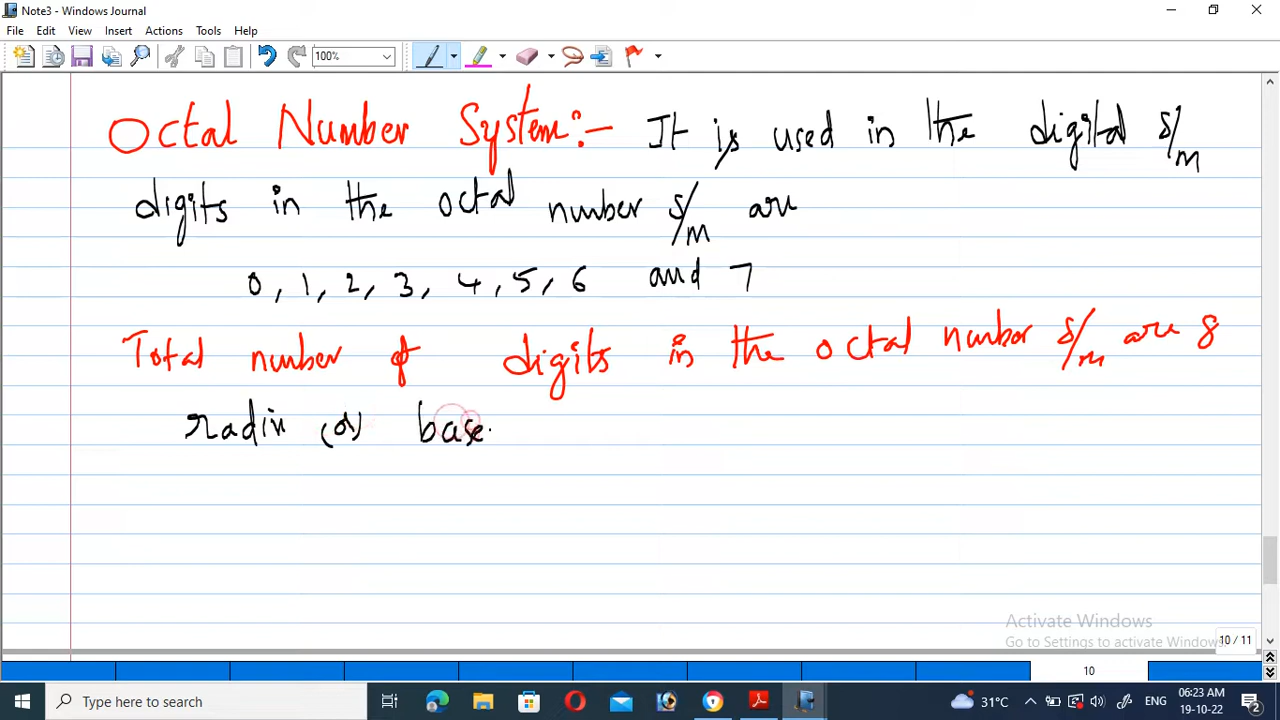 Note3 - Windows Journal
File Edit View Insert Actions Tools Help
100%
Octal Number System:- It is used in the digital s/m
digits in the octal number s/m are
0, 1, 2, 3, 4, 5, 6 and 7
Total number of digits in the octal number s/m are 8
radix (or) base.
Activate Windows
Go to Settings to activate Windows.
10 / 11
10
Type here to search
31°C
ENG
06:23 AM
19-10-22
2